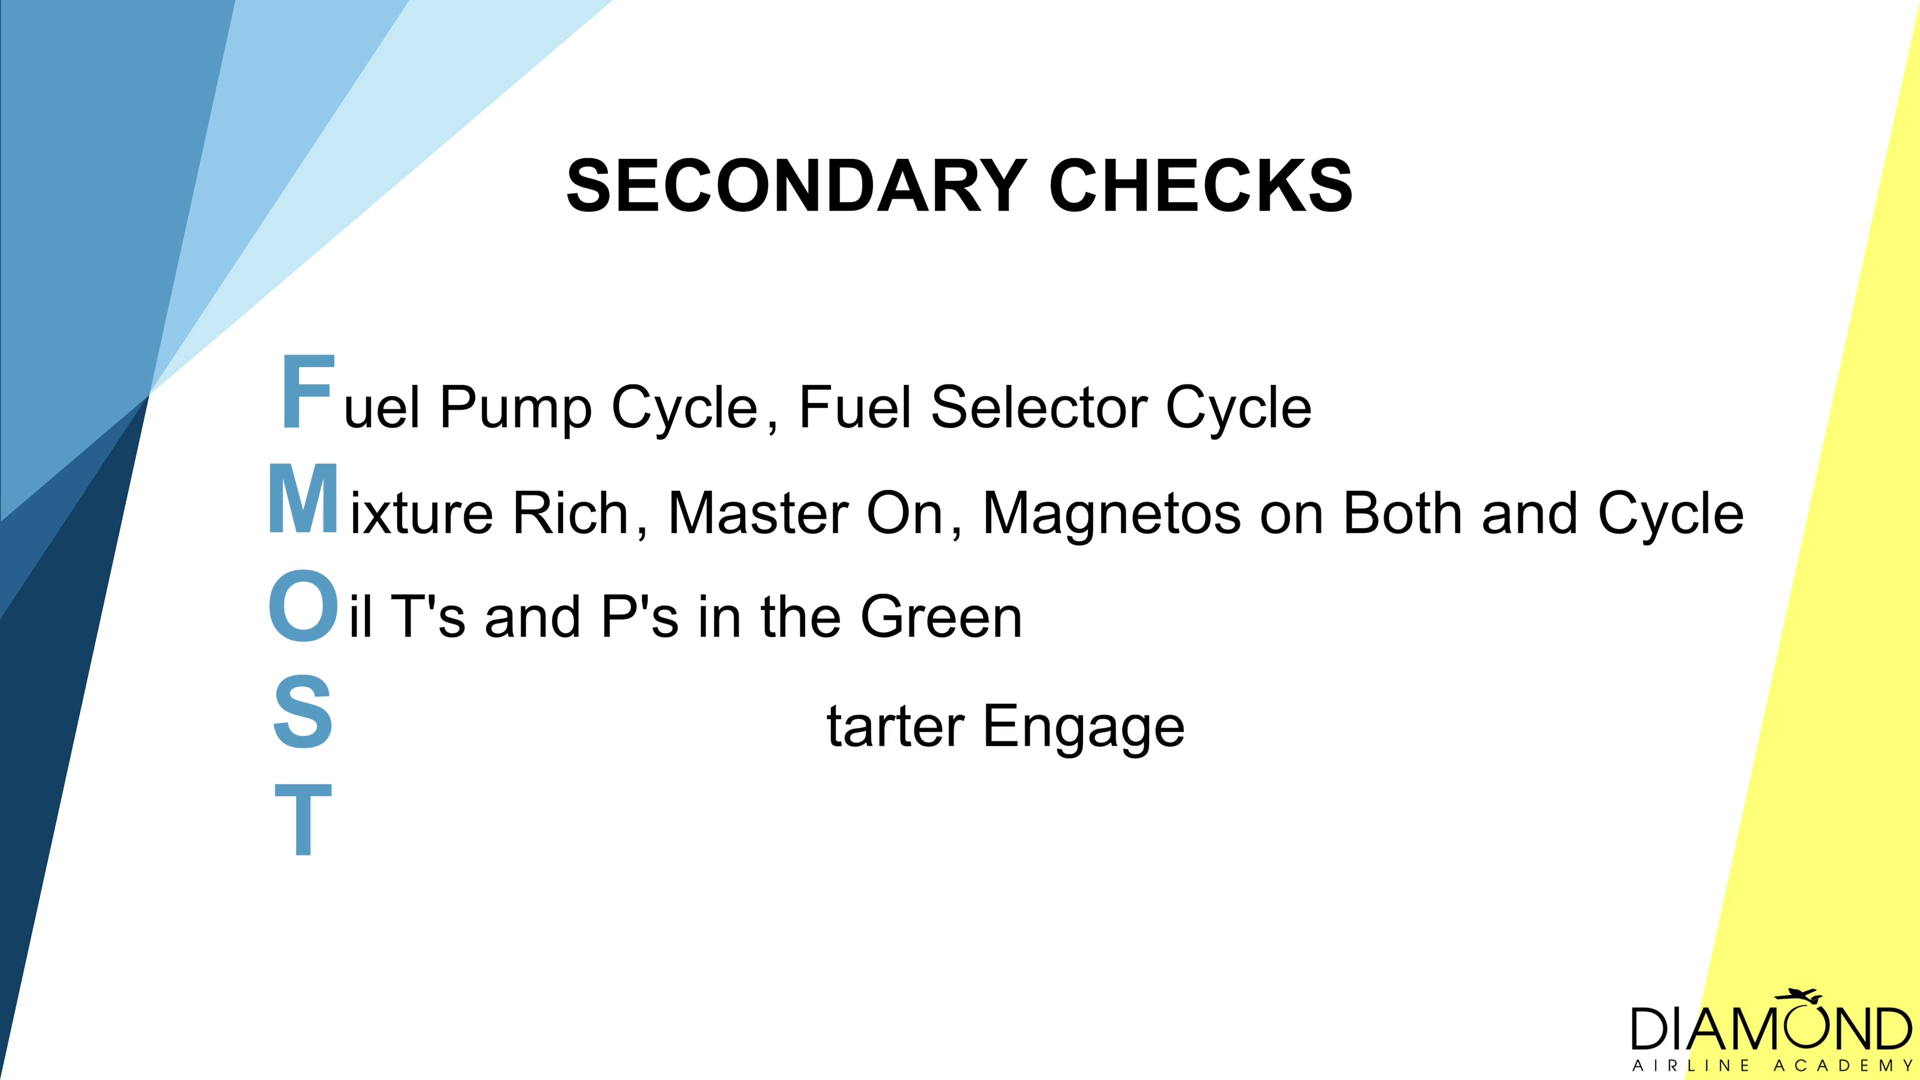 SECONDARY CHECKS
Fuel Pump Cycle, Fuel Selector Cycle
Mixture Rich, Master On, Magnetos on Both and Cycle
Oil T's and P's in the Green
S tarter Engage
T
DIAMOND
AIRLINE ACADEMY